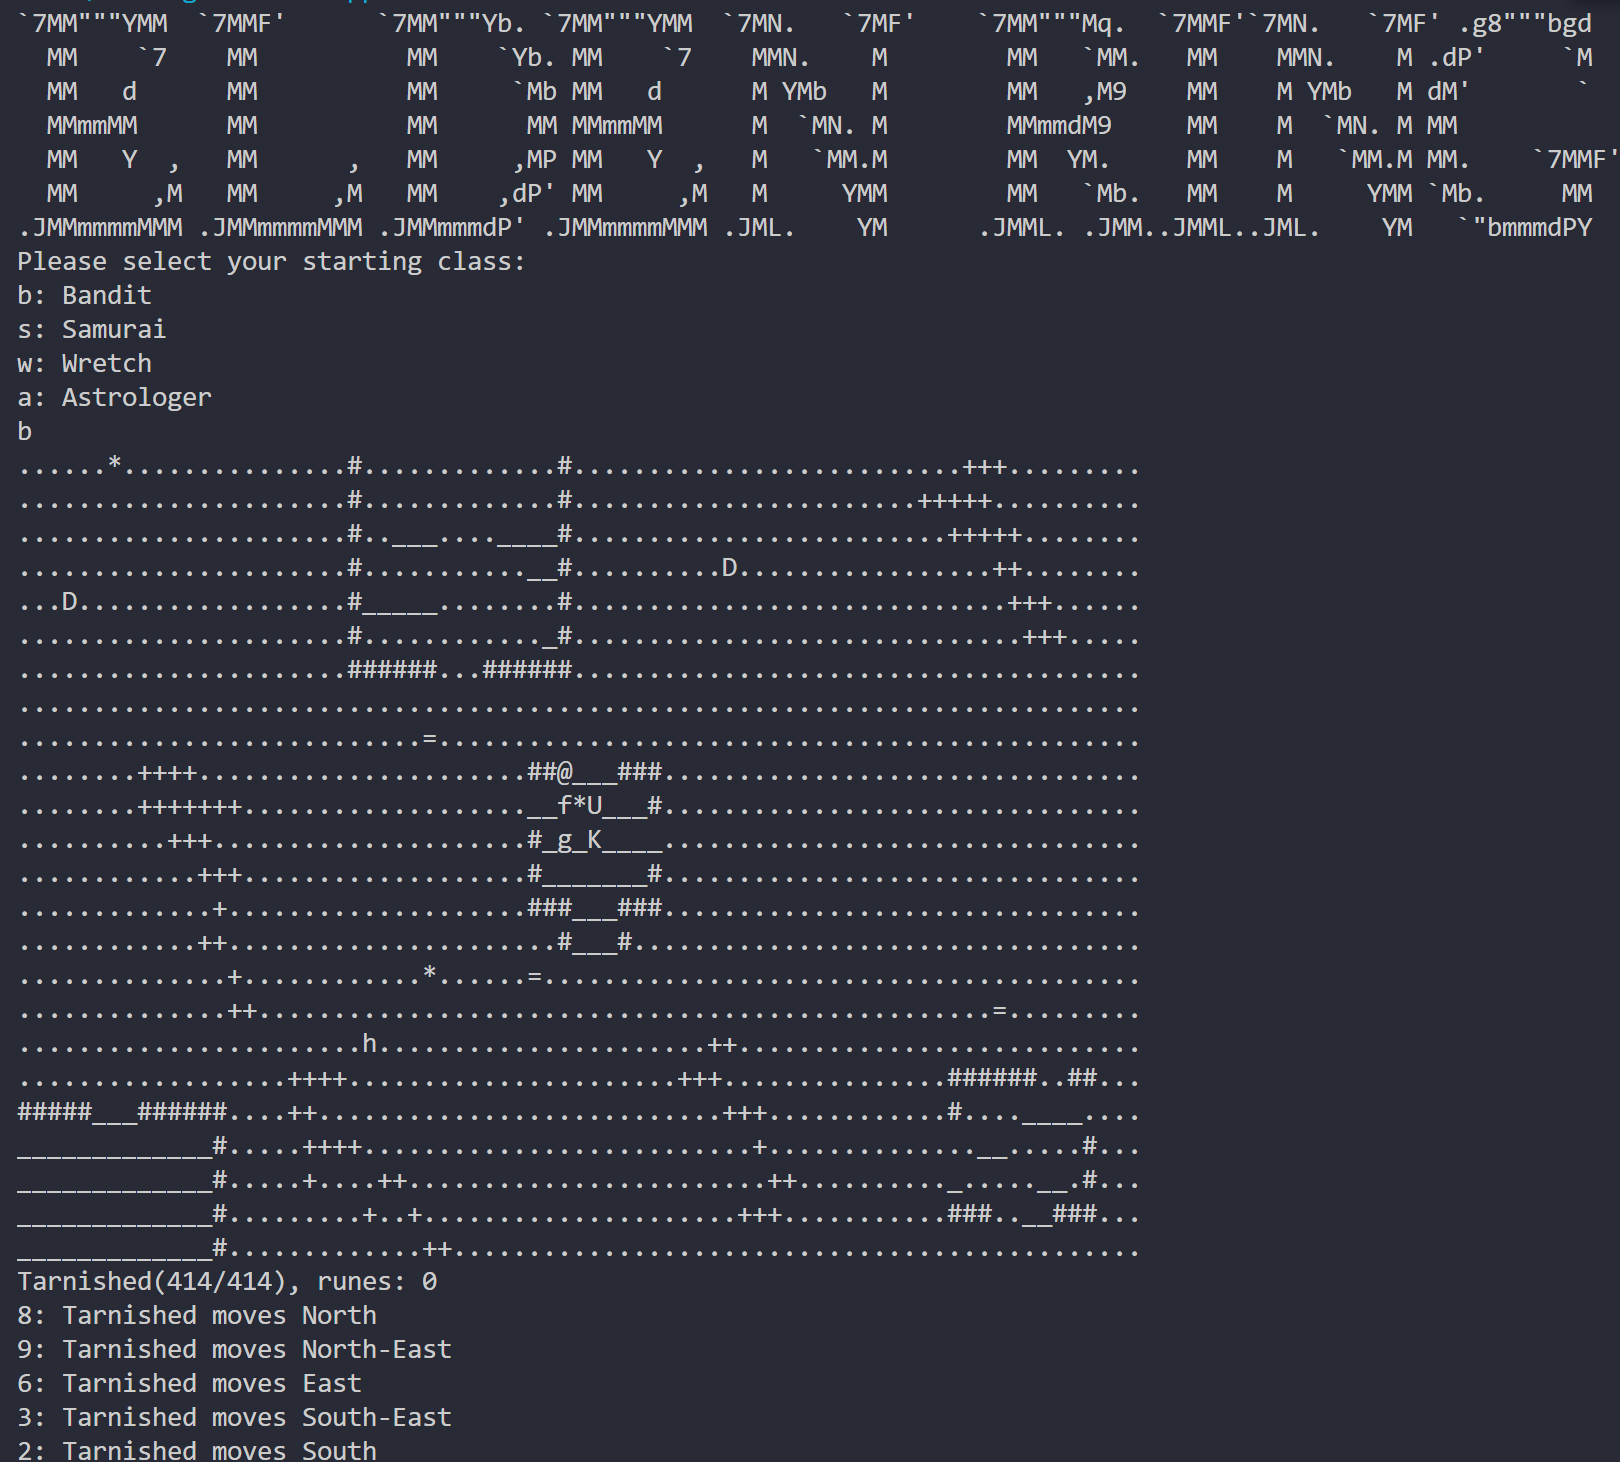 `7MM"""YMM  `7MMF'      `7MM"""Yb. `7MM"""YMM  `7MN.   `7MF'    `7MM"""Mq.  `7MMF'`7MN.   `7MF' .g8"""bgd
  MM    `7    MM          MM    `Yb. MM    `7    MMN.    M        MM   `MM.   MM    MMN.    M .dP'     `M
  MM   d      MM          MM     `Mb MM   d      M YMb   M        MM   ,M9    MM    M YMb   M dM'       `
  MMmmMM      MM          MM      MM MMmmMM      M  `MN. M        MMmmdM9     MM    M  `MN. M MM
  MM   Y  ,   MM      ,   MM     ,MP MM   Y  ,   M   `MM.M        MM  YM.     MM    M   `MM.M MM.    `7MMF'
  MM     ,M   MM     ,M   MM    ,dP' MM     ,M   M     YMM        MM   `Mb.   MM    M     YMM `Mb.     MM
.JMMmmmmMMM .JMMmmmmMMM .JMMmmmdP' .JMMmmmmMMM .JML.    YM      .JMML. .JMM..JMML..JML.    YM   `"bmmmdPY
Please select your starting class:
b: Bandit
s: Samurai
w: Wretch
a: Astrologer
b
......*...............#.............#..........................+++.........
......................#.............#.......................+++++..........
......................#..___....____#.........................+++++........
......................#...........__#..........D.................++........
...D..................#_____........#.............................+++......
......................#............_#..............................+++.....
......................######...######......................................
...........................................................................
...........................=...............................................
........++++......................##@___###................................
........+++++++...................__f*U___#................................
..........+++.....................#_g_K____................................
............+++...................#_______#................................
.............+....................###___###................................
............++......................#___#..................................
..............+............*......=........................................
..............++.................................................=.........
.......................h......................++...........................
..................++++......................+++...............######..##...
#####___######....++...........................+++............#....____....
_____________#.....++++..........................+..............__.....#...
_____________#.....+....++........................++.........._.....__.#...
_____________#.........+..+.....................+++...........###..__###...
_____________#.............++..............................................
Tarnished(414/414), runes: 0
8: Tarnished moves North
9: Tarnished moves North-East
6: Tarnished moves East
3: Tarnished moves South-East
2: Tarnished moves South